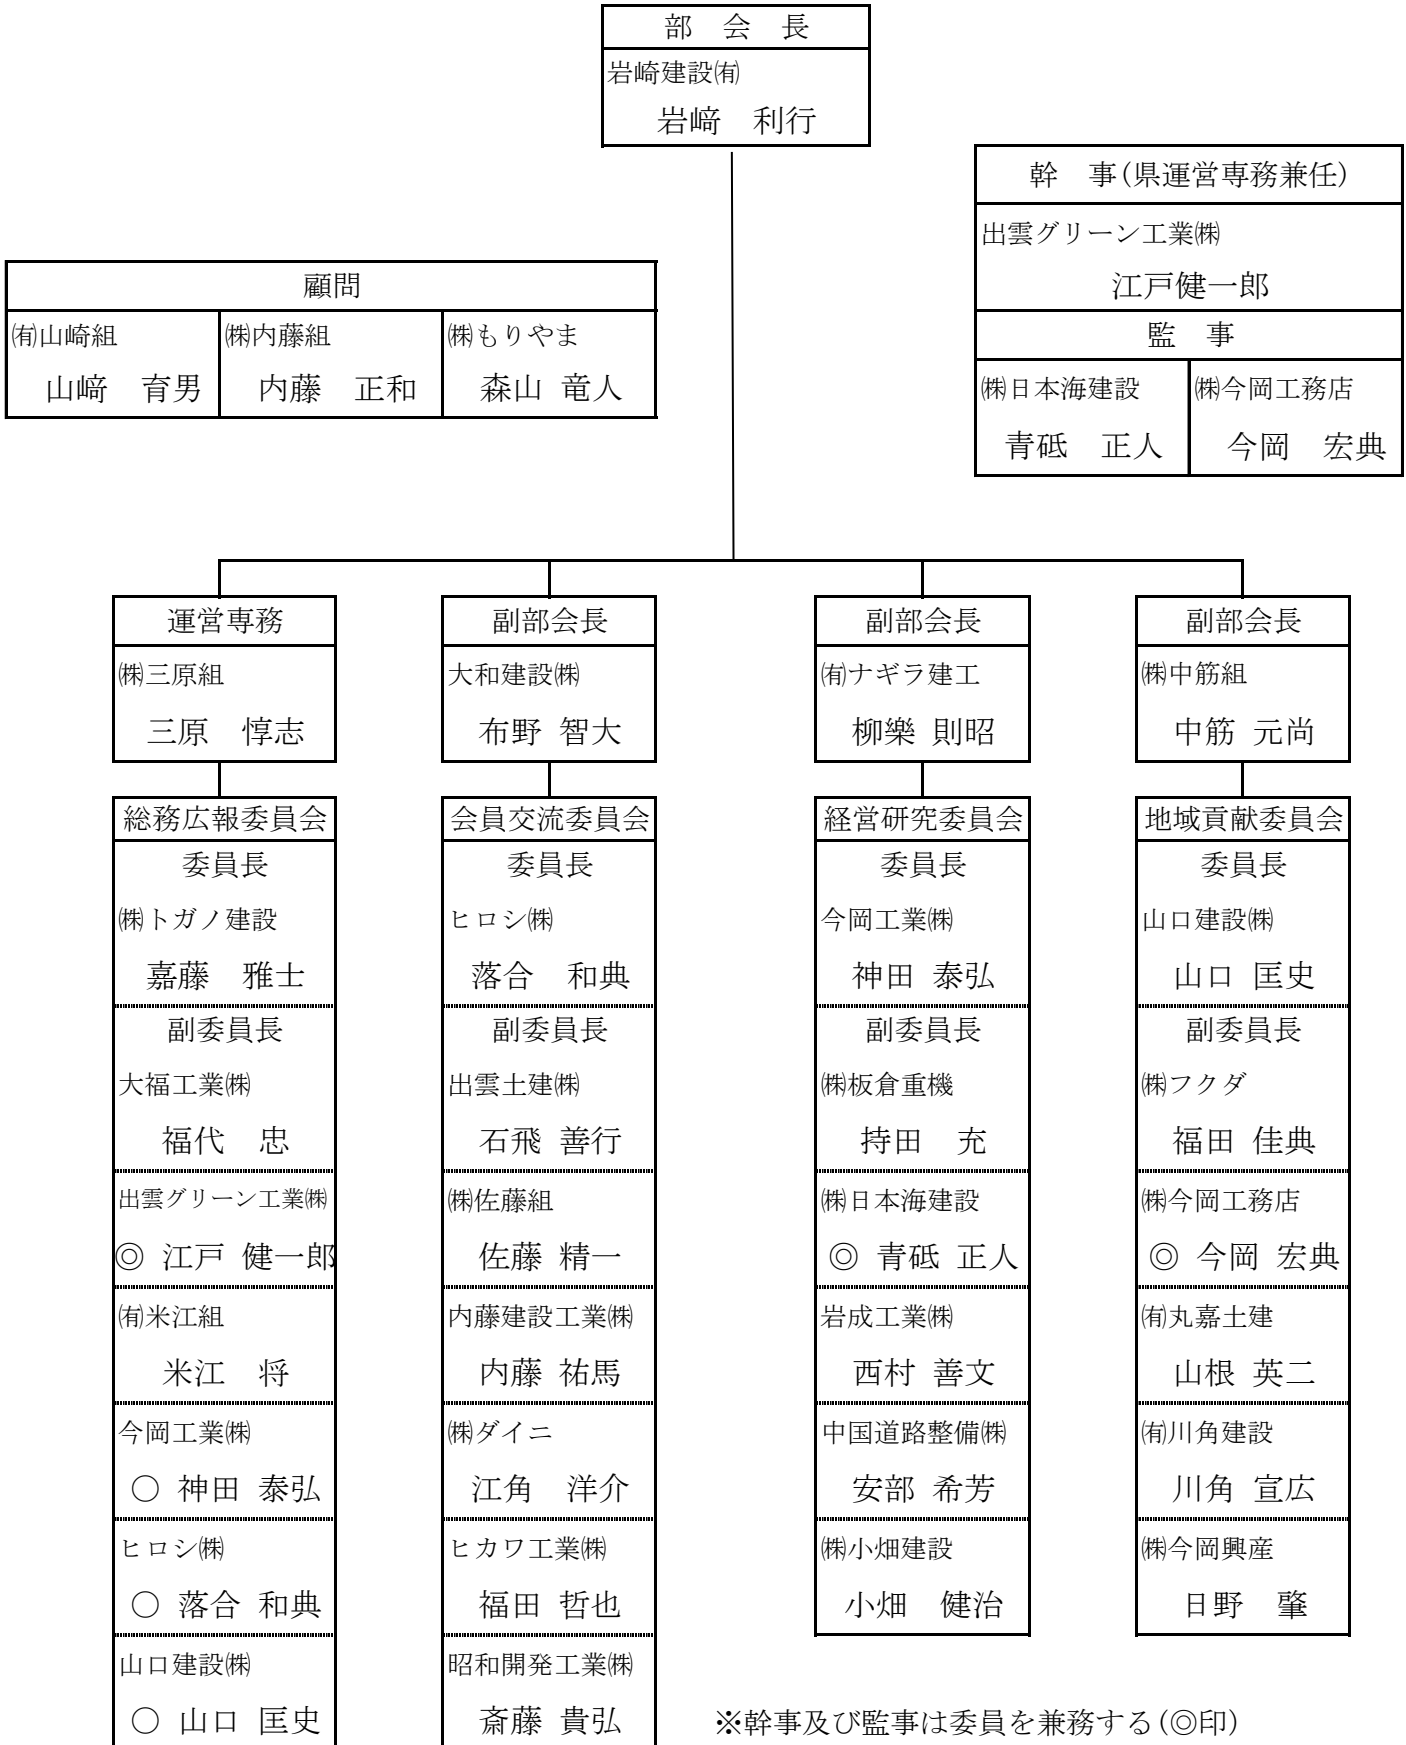 部　会　長
岩崎建設㈲
岩﨑　利行
幹　事(県運営専務兼任)
出雲グリーン工業㈱
江戸健一郎
監　事
㈱日本海建設
青砥　正人
㈱今岡工務店
今岡　宏典
顧問
㈲山崎組
山﨑　育男
㈱内藤組
内藤　正和
㈱もりやま
森山 竜人
運営専務
㈱三原組
三原　惇志
総務広報委員会
委員長
㈱トガノ建設
嘉藤　雅士
副委員長
大福工業㈱
福代　忠
出雲グリーン工業㈱
◎ 江戸 健一郎
㈲米江組
米江　将
今岡工業㈱
○ 神田 泰弘
ヒロシ㈱
○ 落合 和典
山口建設㈱
○ 山口 匡史
副部会長
大和建設㈱
布野 智大
会員交流委員会
委員長
ヒロシ㈱
落合　和典
副委員長
出雲土建㈱
石飛 善行
㈱佐藤組
佐藤 精一
内藤建設工業㈱
内藤 祐馬
㈱ダイニ
江角　洋介
ヒカワ工業㈱
福田 哲也
昭和開発工業㈱
斎藤 貴弘
副部会長
㈲ナギラ建工
柳樂 則昭
経営研究委員会
委員長
今岡工業㈱
神田 泰弘
副委員長
㈱板倉重機
持田　充
㈱日本海建設
◎ 青砥 正人
岩成工業㈱
西村 善文
中国道路整備㈱
安部 希芳
㈱小畑建設
小畑　健治
副部会長
㈱中筋組
中筋 元尚
地域貢献委員会
委員長
山口建設㈱
山口 匡史
副委員長
㈱フクダ
福田 佳典
㈱今岡工務店
◎ 今岡 宏典
㈲丸嘉土建
山根 英二
㈲川角建設
川角 宣広
㈱今岡興産
日野　肇
※幹事及び監事は委員を兼務する(◎印)